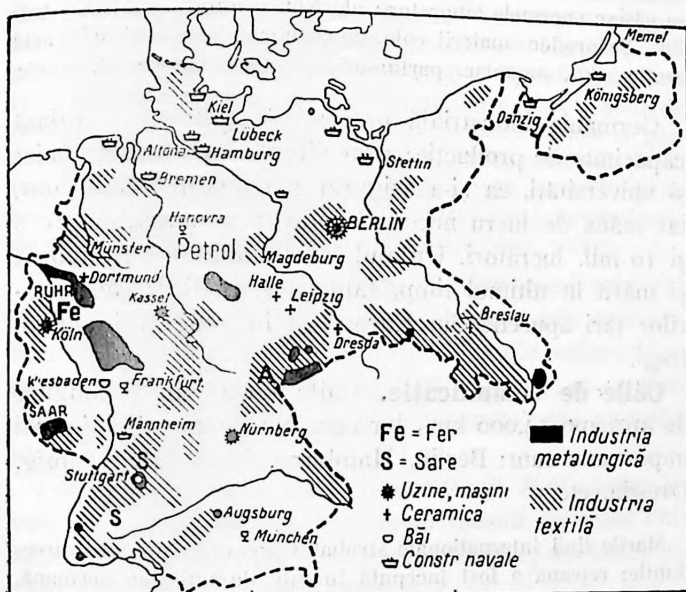 Memel
Königsberg
Danzig
Kiel
Lübeck
Altona
Hamburg
Stettin
Bremen
Hanovra
BERLIN
Münster
Petrol
Magdeburg
Dortmund
RUHR
Halle
Leipzig
Kassel
Fe
Breslau
Köln
Dresda
A
Frankfurt
SAAR
Mannheim
Nürnberg
Fe = Fer
Industria
metalurgică
S = Sare
S
Stuttgart
Uzine, mașini
Industria
textilă
Ceramica
S
Augsburg
Băi
München
Constr navale